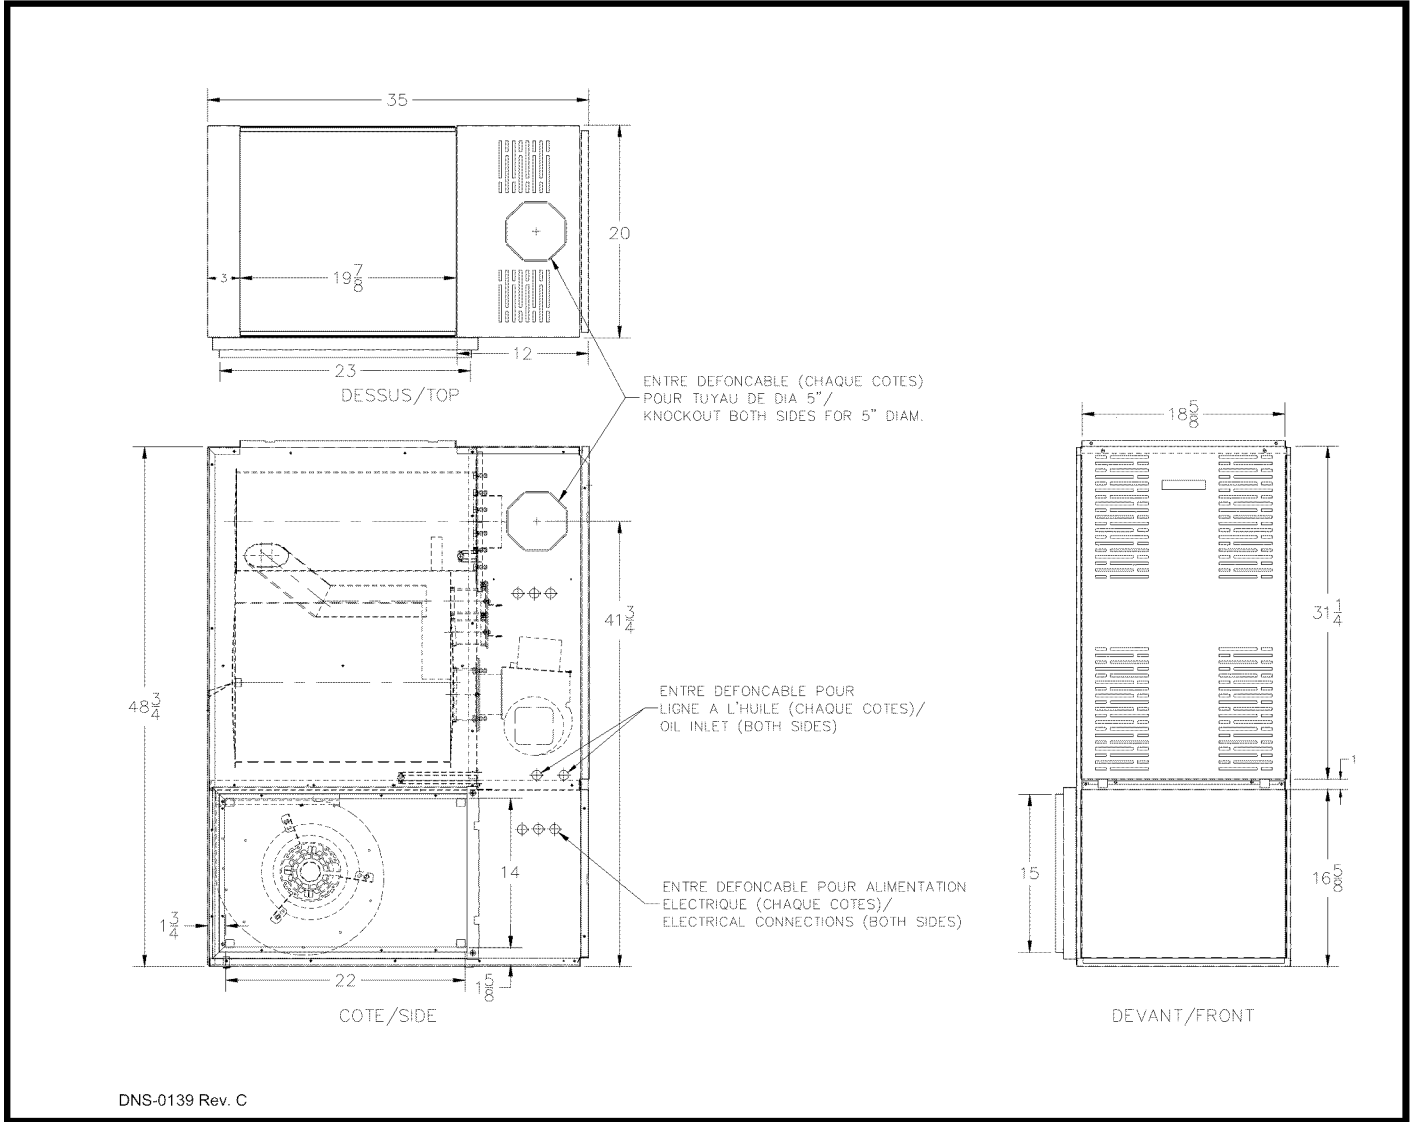 35
20
3
19 7/8
12
23
DESSUS/TOP
ENTRE DEFONCABLE (CHAQUE COTES)
POUR TUYAU DE DIA 5"/
KNOCKOUT BOTH SIDES FOR 5" DIAM.
18 5/8
41 3/4
31 1/4
48 3/4
ENTRE DEFONCABLE POUR
LIGNE A L'HUILE (CHAQUE COTES)/
OIL INLET (BOTH SIDES)
1
14
15
16 5/8
ENTRE DEFONCABLE POUR ALIMENTATION
ELECTRIQUE (CHAQUE COTES)/
ELECTRICAL CONNECTIONS (BOTH SIDES)
1 3/4
22
1 5/8
COTE/SIDE
DEVANT/FRONT
DNS-0139 Rev. C